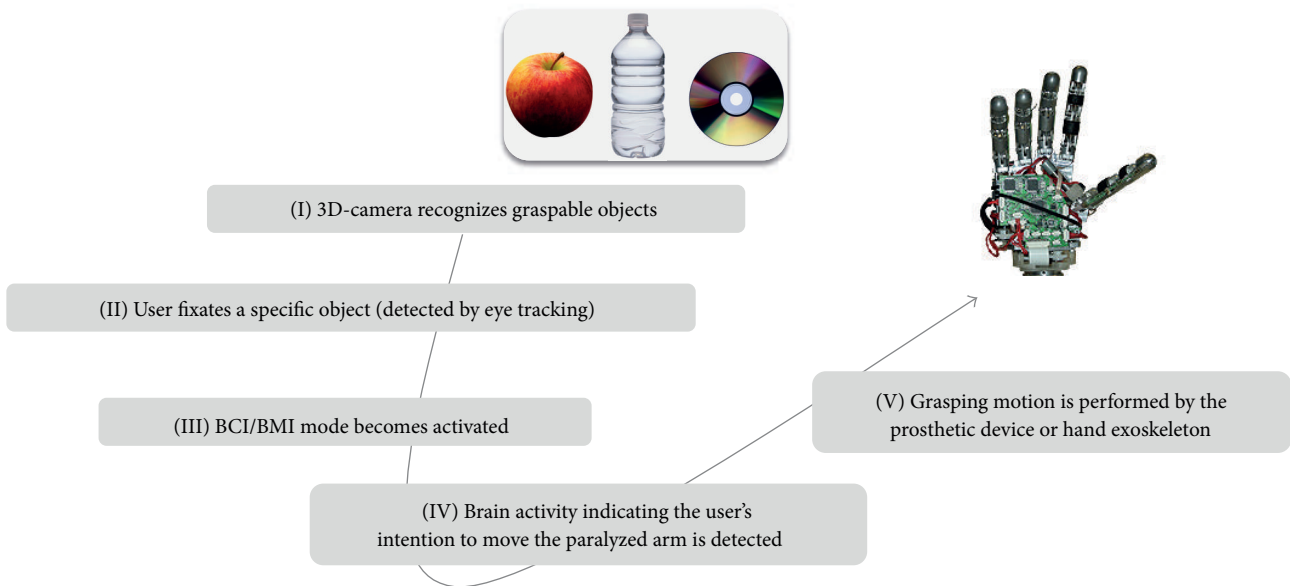 (I) 3D-camera recognizes graspable objects
(II) User fixates a specific object (detected by eye tracking)
(III) BCI/BMI mode becomes activated
(IV) Brain activity indicating the user’s
intention to move the paralyzed arm is detected
(V) Grasping motion is performed by the
prosthetic device or hand exoskeleton